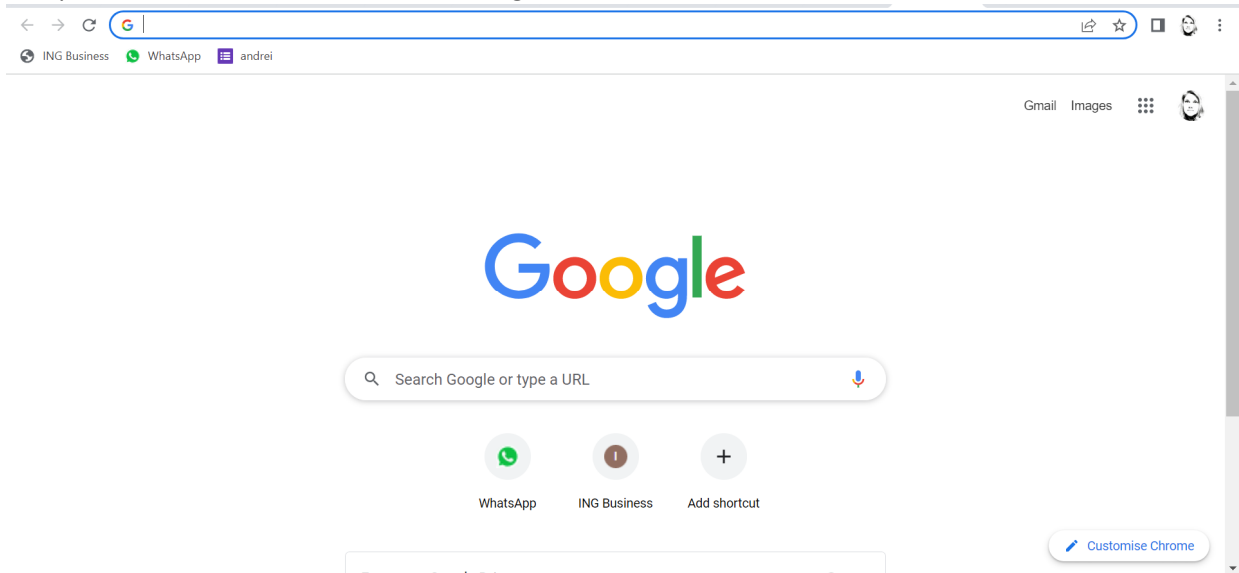 ING Business WhatsApp andrei
Gmail Images
Google
Search Google or type a URL
WhatsApp ING Business Add shortcut
Customise Chrome